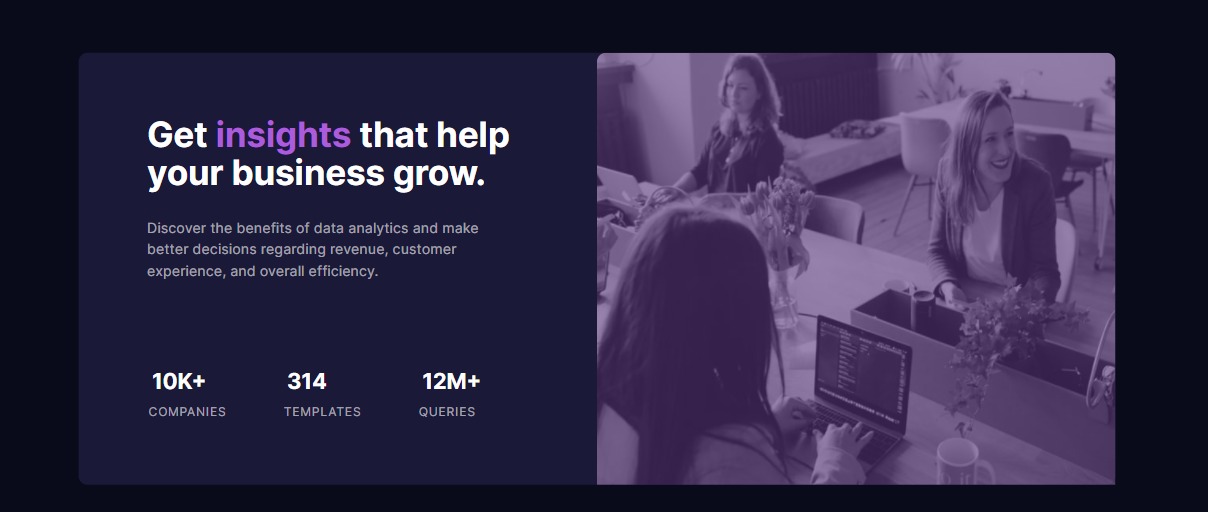 Get insights that help
your business grow.
Discover the benefits of data analytics and make
better decisions regarding revenue, customer
experience, and overall efficiency.
10K+ 314 12M+
COMPANIES TEMPLATES QUERIES